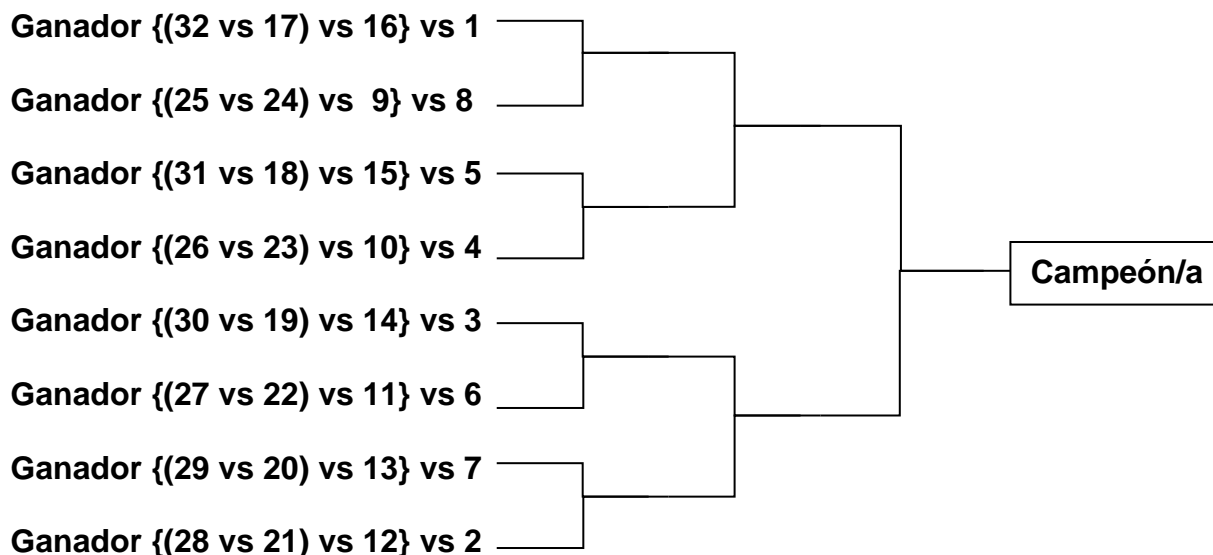 Ganador {(32 vs 17) vs 16} vs 1
Ganador {(25 vs 24) vs  9} vs 8
Ganador {(31 vs 18) vs 15} vs 5
Ganador {(26 vs 23) vs 10} vs 4
Campeón/a
Ganador {(30 vs 19) vs 14} vs 3
Ganador {(27 vs 22) vs 11} vs 6
Ganador {(29 vs 20) vs 13} vs 7
Ganador {(28 vs 21) vs 12} vs 2